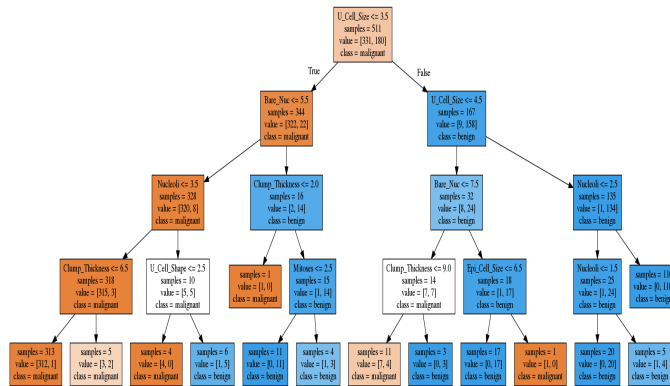 U_Cell_Size <= 3.5
samples = 511
value = [331, 180]
class = malignant
True
False
Bare_Nuc <= 5.5
samples = 344
value = [322, 22]
class = malignant
U_Cell_Size <= 4.5
samples = 167
value = [9, 158]
class = benign
Nucleoli <= 3.5
samples = 328
value = [320, 8]
class = malignant
Clump_Thickness <= 2.0
samples = 16
value = [2, 14]
class = benign
Bare_Nuc <= 7.5
samples = 32
value = [8, 24]
class = benign
Nucleoli <= 2.5
samples = 135
value = [1, 134]
class = benign
Clump_Thickness <= 6.5
samples = 318
value = [315, 3]
class = malignant
U_Cell_Shape <= 2.5
samples = 10
value = [5, 5]
class = malignant
samples = 1
value = [1, 0]
class = malignant
Mitoses <= 2.5
samples = 15
value = [1, 14]
class = benign
Clump_Thickness <= 9.0
samples = 14
value = [7, 7]
class = malignant
Epi_Cell_Size <= 6.5
samples = 18
value = [1, 17]
class = benign
Nucleoli <= 1.5
samples = 25
value = [1, 24]
class = benign
samples = 110
value = [0, 110]
class = benign
samples = 313
value = [312, 1]
class = malignant
samples = 5
value = [3, 2]
class = malignant
samples = 4
value = [4, 0]
class = malignant
samples = 6
value = [1, 5]
class = benign
samples = 11
value = [0, 11]
class = benign
samples = 4
value = [1, 3]
class = benign
samples = 11
value = [7, 4]
class = malignant
samples = 3
value = [0, 3]
class = benign
samples = 17
value = [0, 17]
class = benign
samples = 1
value = [1, 0]
class = malignant
samples = 20
value = [0, 20]
class = benign
samples = 5
value = [1, 4]
class = benign